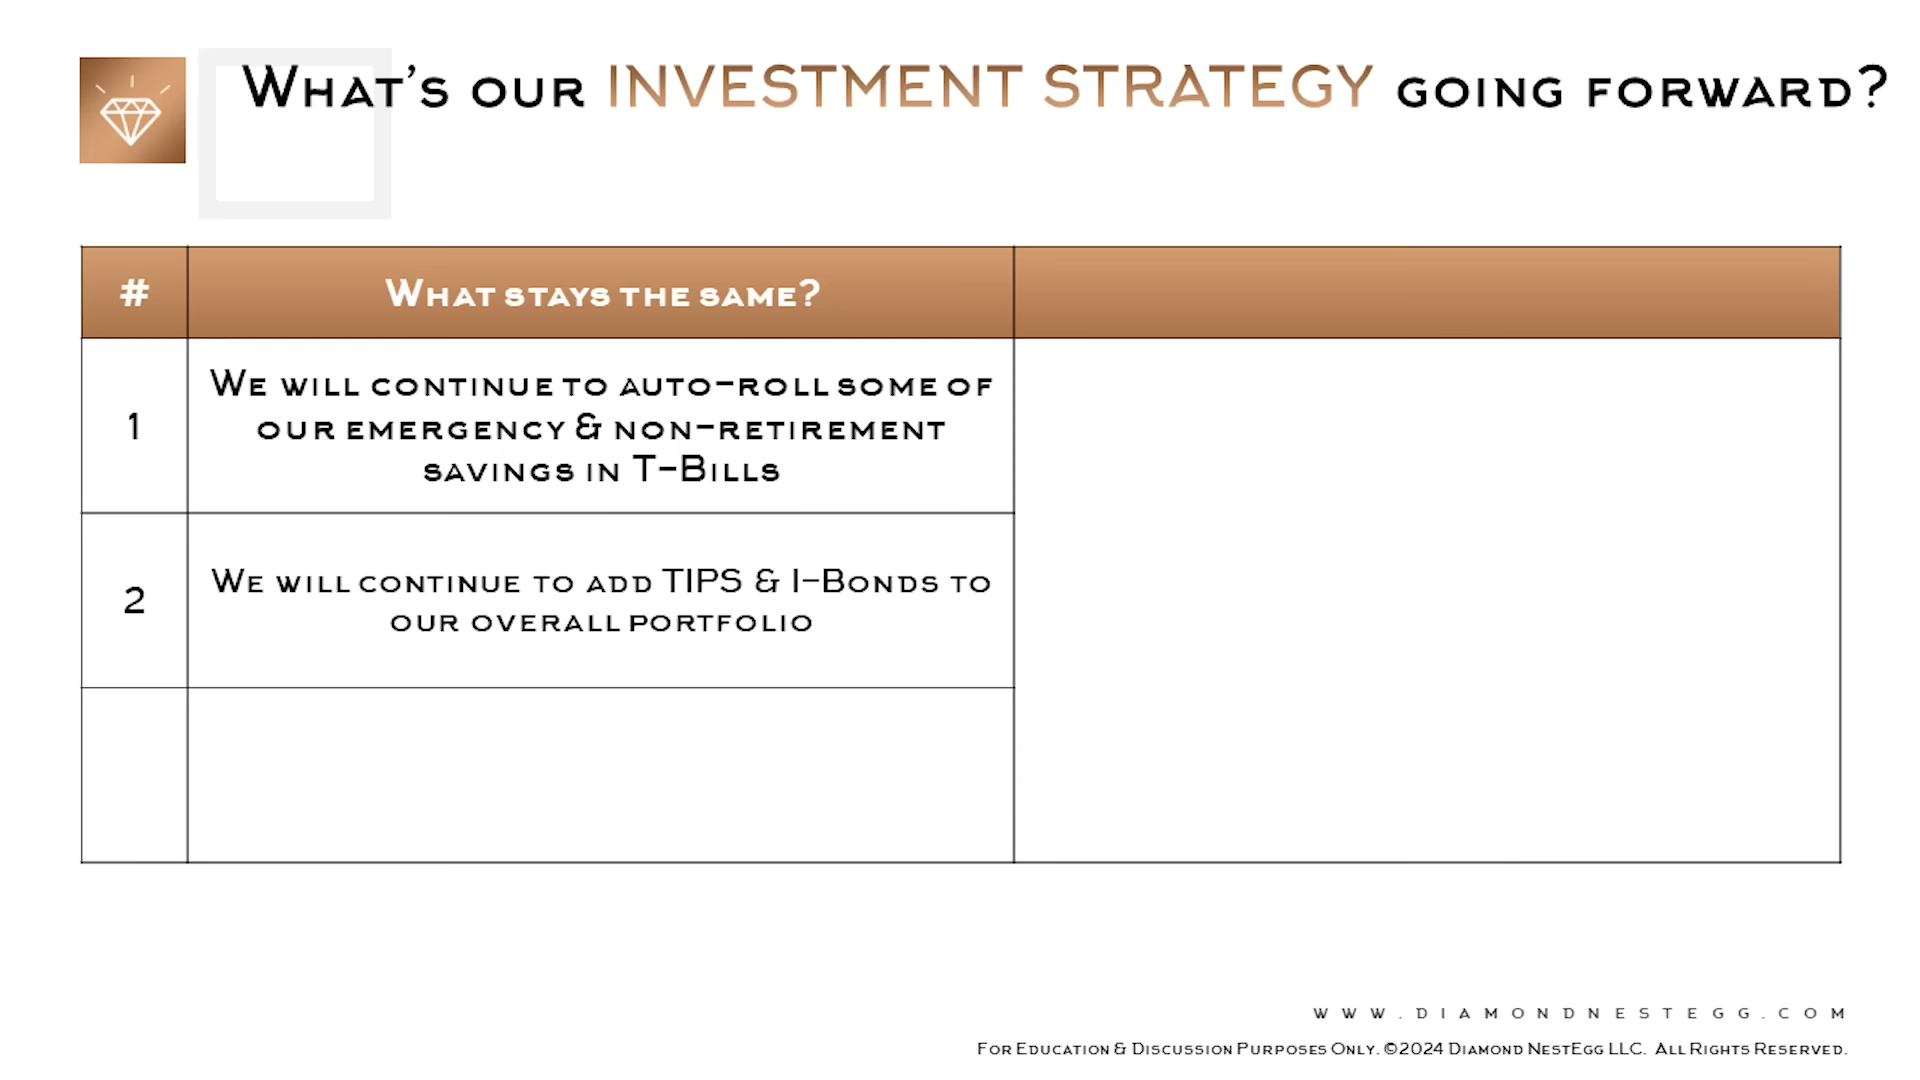 What's our INVESTMENT STRATEGY going forward?
# What stays the same?
1
We will continue to auto-roll some of
our emergency & non-retirement
savings in T-Bills
2
We will continue to add TIPS & I-Bonds to
our overall portfolio
www.diamondnestegg.com
For Education & Discussion Purposes Only. ©2024 Diamond NestEgg LLC. All Rights Reserved.